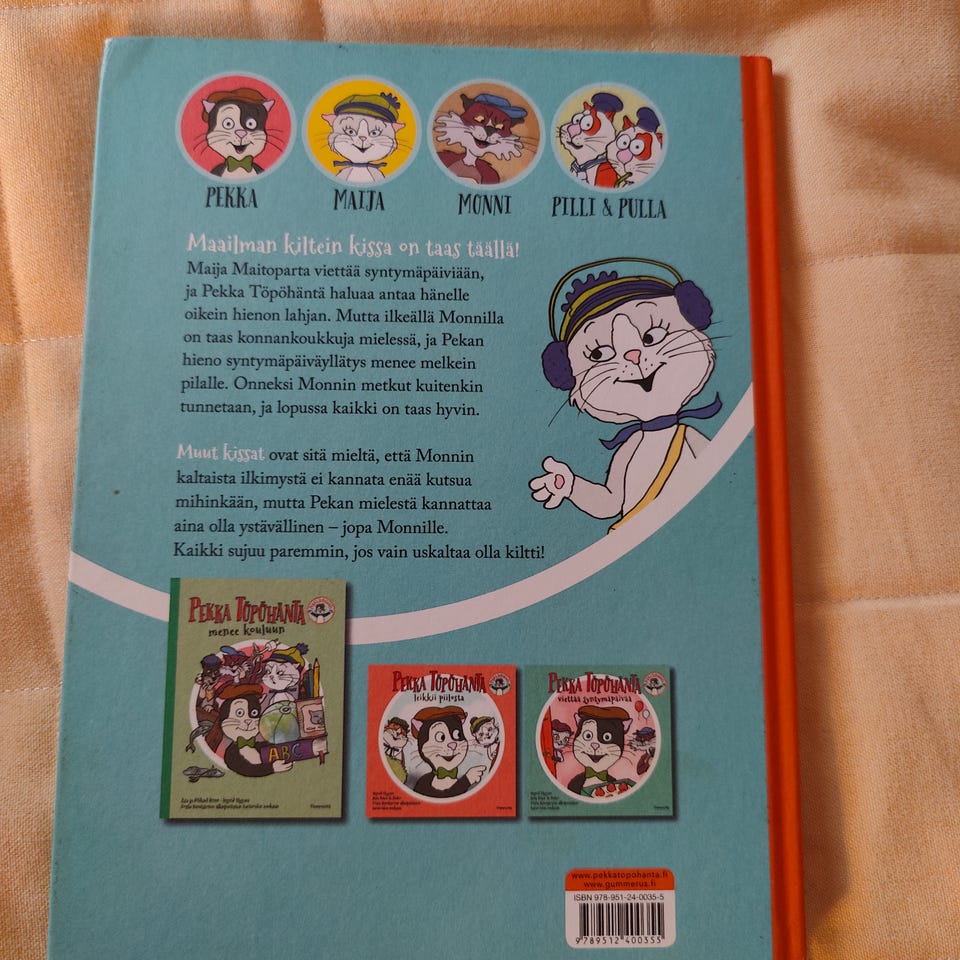 PEKKA
MAIJA
MONNI
PILLI & PULLA
Maailman kiltein kissa on taas täällä!
Maija Maitoparta viettää syntymäpäiviään,
ja Pekka Töpöhäntä haluaa antaa hänelle
oikein hienon lahjan. Mutta ilkeällä Monnilla
on taas konnankoukkuja mielessä, ja Pekan
hieno syntymäpäiväyllätys menee melkein
pilalle. Onneksi Monnin metkut kuitenkin
tunnetaan, ja lopussa kaikki on taas hyvin.
Muut kissat ovat sitä mieltä, että Monnin
kaltaista ilkimystä ei kannata enää kutsua
mihinkään, mutta Pekan mielestä kannattaa
aina olla ystävällinen – jopa Monnille.
Kaikki sujuu paremmin, jos vain uskaltaa olla kiltti!
PEKKA TÖPÖHÄNTÄ
menee kouluun
ABC
PEKKA TÖPÖHÄNTÄ
leikkii piilosta
PEKKA TÖPÖHÄNTÄ
viettää syntymäpäivää
www.pekkatopohanta.fi
www.gummerus.fi
ISBN 978-951-24-0035-5
9 789512 400355